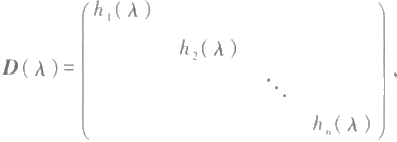 D(λ) = ( h₁(λ)
h₂(λ)
⋱
hₙ(λ) ) ,